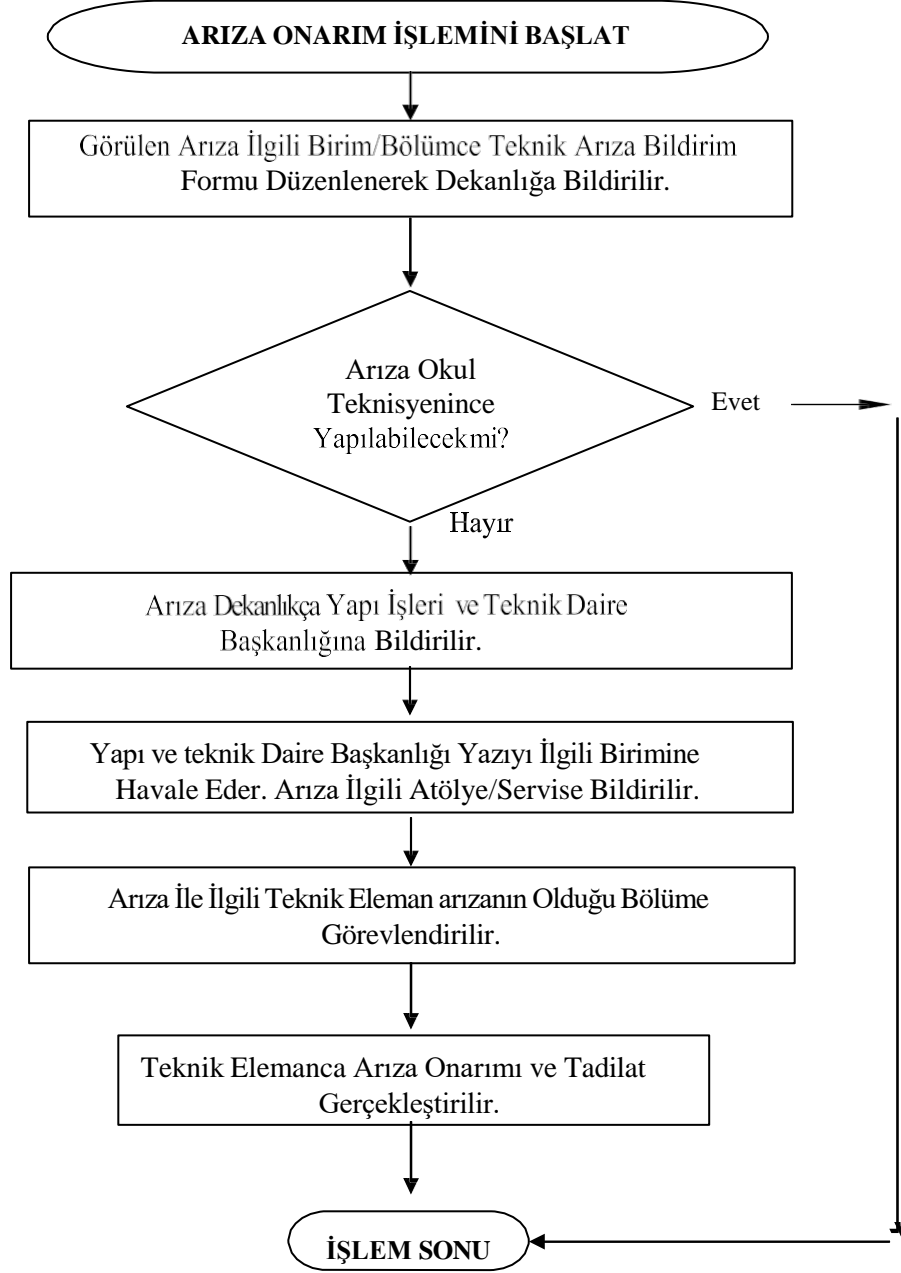 ARIZA ONARIM İŞLEMİNİ BAŞLAT
Görülen Arıza İlgili Birim/Bölümce Teknik Arıza Bildirim
Formu Düzenlenerek Dekanlığa Bildirilir.
Arıza Okul
Teknisyenince
Yapılabilecekmi?
Evet
Hayır
Arıza Dekanlıkça Yapı İşleri ve Teknik Daire
Başkanlığına Bildirilir.
Yapı ve teknik Daire Başkanlığı Yazıyı İlgili Birimine
Havale Eder. Arıza İlgili Atölye/Servise Bildirilir.
Arıza İle İlgili Teknik Eleman arızanın Olduğu Bölüme
Görevlendirilir.
Teknik Elemanca Arıza Onarımı ve Tadilat
Gerçekleştirilir.
İŞLEM SONU